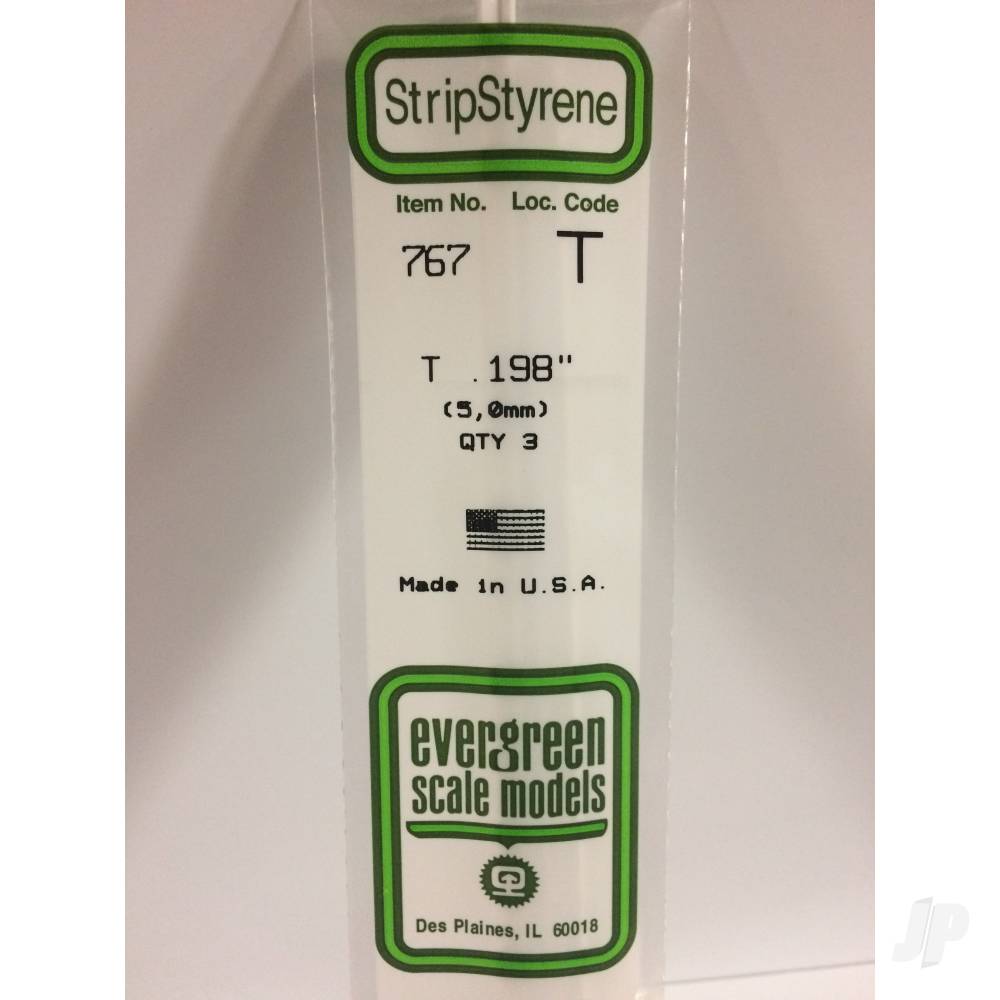 StripStyrene
Item No. Loc. Code
767 T
T .198"
(5,0mm)
QTY 3
Made in U.S.A.
evergreen
scale models
Des Plaines, IL 60018
JP